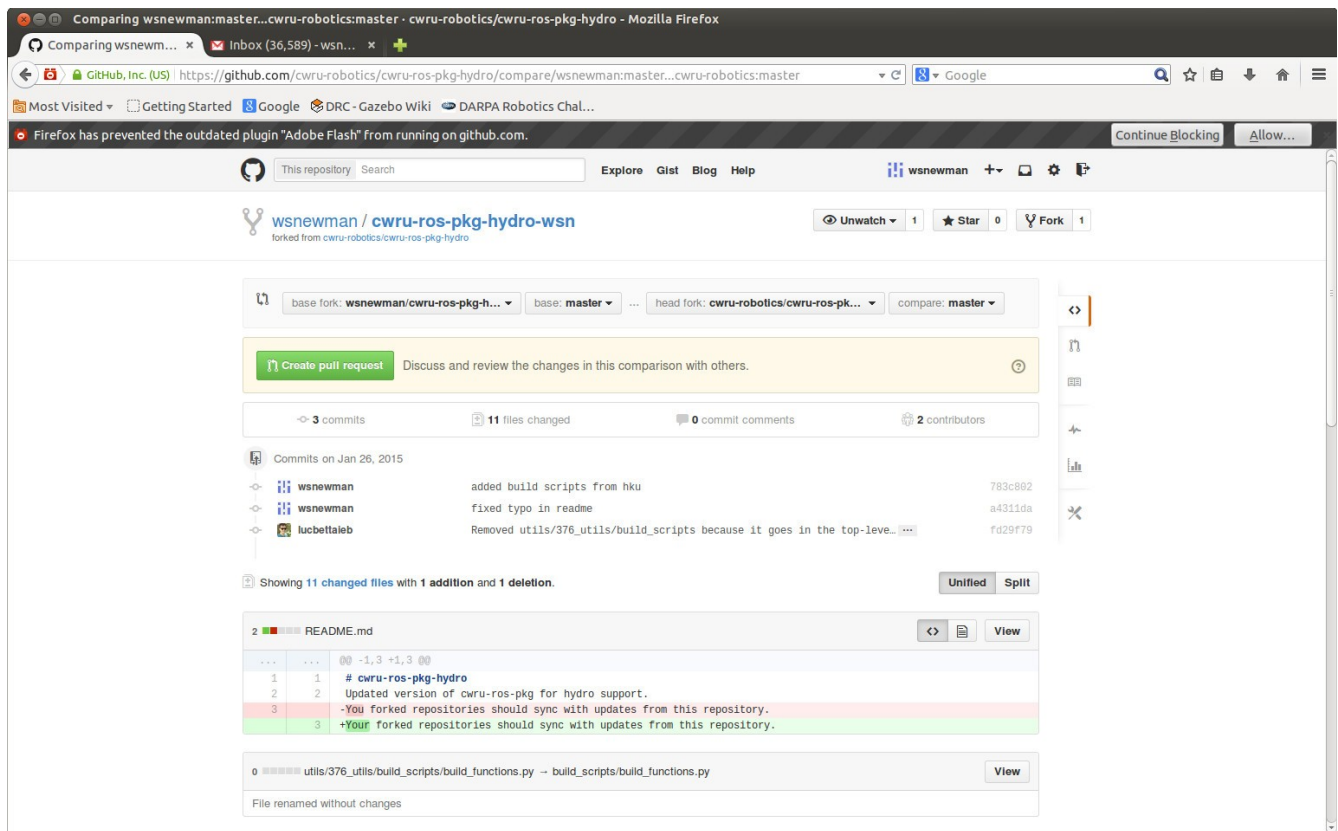 Comparing wsnewman:master...cwru-robotics:master · cwru-robotics/cwru-ros-pkg-hydro - Mozilla Firefox
Comparing wsnewm... × Inbox (36,589) - wsn... ×
GitHub, Inc. (US) https://github.com/cwru-robotics/cwru-ros-pkg-hydro/compare/wsnewman:master...cwru-robotics:master Google
Most Visited Getting Started Google DRC - Gazebo Wiki DARPA Robotics Chal...
Firefox has prevented the outdated plugin "Adobe Flash" from running on github.com. Continue Blocking Allow...
This repository Search Explore Gist Blog Help wsnewman
wsnewman / cwru-ros-pkg-hydro-wsn Unwatch 1 Star 0 Fork 1
forked from cwru-robotics/cwru-ros-pkg-hydro
base fork: wsnewman/cwru-ros-pkg-h... base: master ... head fork: cwru-robotics/cwru-ros-pk... compare: master
Create pull request Discuss and review the changes in this comparison with others.
3 commits 11 files changed 0 commit comments 2 contributors
Commits on Jan 26, 2015
wsnewman added build scripts from hku 783c802
wsnewman fixed typo in readme a4311da
lucbettaieb Removed utils/376_utils/build_scripts because it goes in the top-leve… ... fd29f79
Showing 11 changed files with 1 addition and 1 deletion. Unified Split
2 README.md <> View
... ... @@ -1,3 +1,3 @@
1 1 # cwru-ros-pkg-hydro
2 2 Updated version of cwru-ros-pkg for hydro support.
3 -You forked repositories should sync with updates from this repository.
3 +Your forked repositories should sync with updates from this repository.
0 utils/376_utils/build_scripts/build_functions.py → build_scripts/build_functions.py View
File renamed without changes